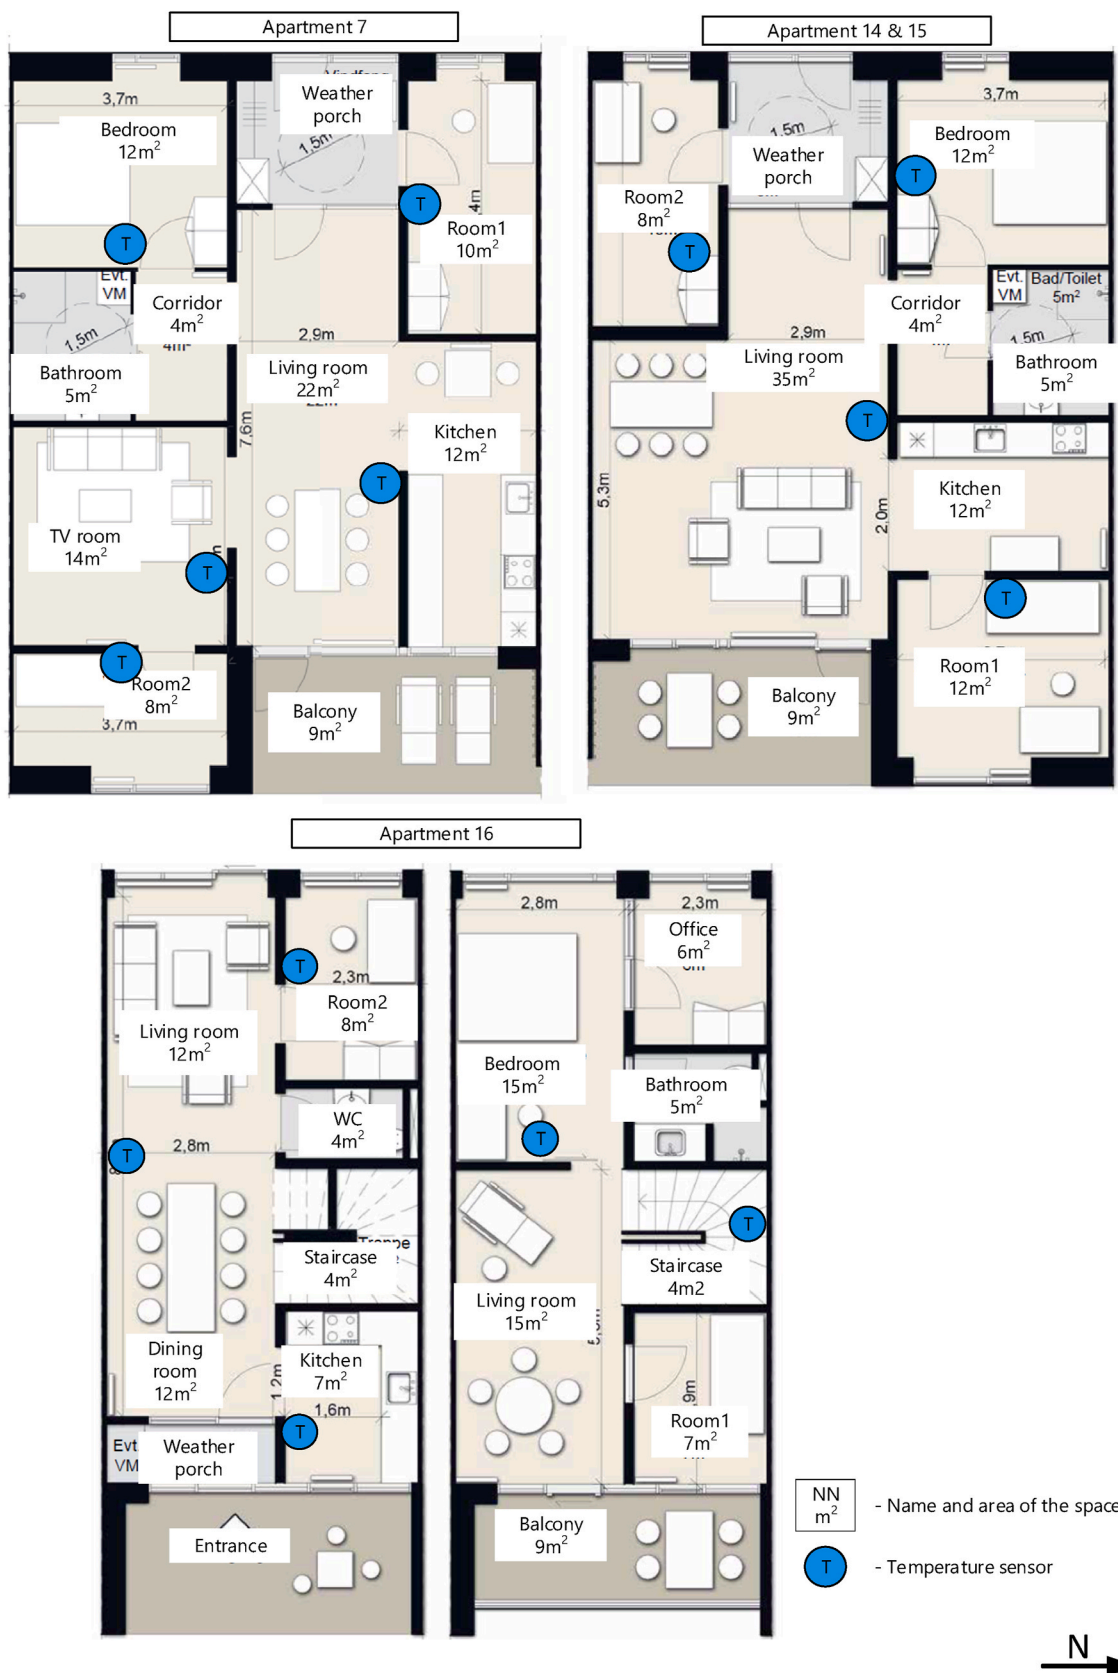 Apartment 7
3,7m
Bedroom
12m²
Weather
porch
1,5m
T
Room1
10m²
T
Evt.
VM
Corridor
4m²
1,5m
Bathroom
5m²
2,9m
Living room
22m²
7,6m
Kitchen
12m²
T
TV room
14m²
T
T
Room2
8m²
3,7m
Balcony
9m²
Apartment 14 & 15
3,7m
1,5m
Weather
porch
Bedroom
12m²
T
Room2
8m²
T
Evt.
VM
Bad/Toilet
5m²
Corridor
4m²
1,5m
Bathroom
5m²
2,9m
Living room
35m²
T
5,3m
2,0m
Kitchen
12m²
T
Room1
12m²
Balcony
9m²
Apartment 16
T
2,3m
Room2
8m²
Living room
12m²
WC
4m²
2,8m
T
Staircase
4m²
Dining
room
12m²
Kitchen
7m²
1,2m
1,6m
T
Evt
VM
Weather
porch
Entrance
2,8m
2,3m
Office
6m²
Bedroom
15m²
Bathroom
5m²
T
T
Staircase
4m2
Living room
15m²
Room1
7m²
Balcony
9m²
NN
m²
- Name and area of the space
T
- Temperature sensor
N